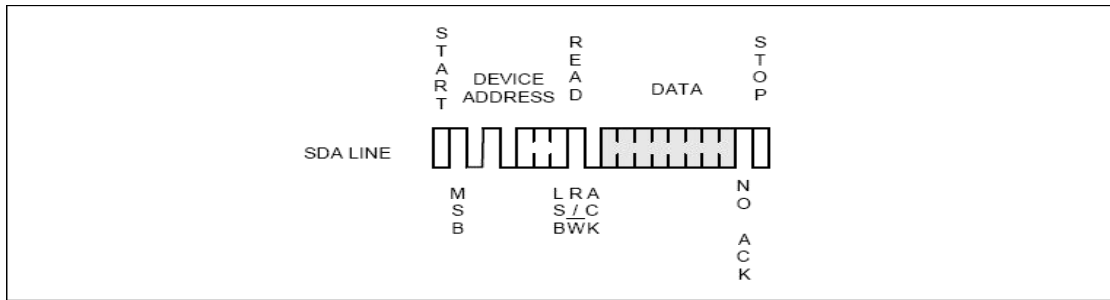 START
DEVICE
ADDRESS
READ
DATA
STOP
SDA LINE
MSB
LSB
R/W
ACK
NO ACK